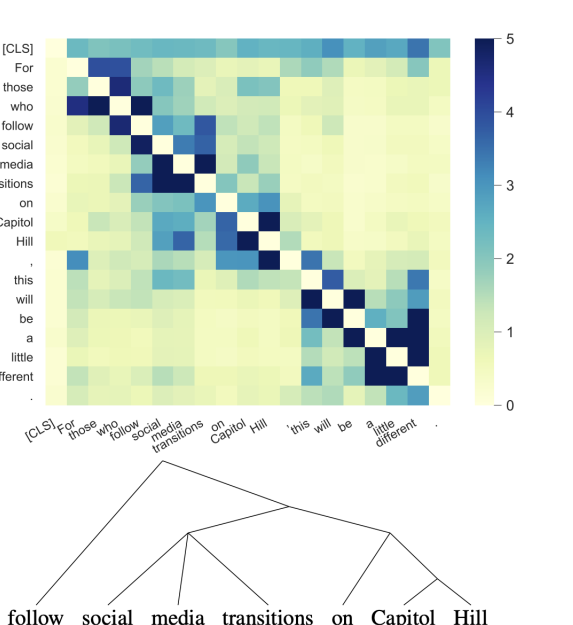 [CLS]
For
those
who
follow
social
media
sitions
on
Capitol
Hill
,
this
will
be
a
little
fferent
.
5
4
3
2
1
0
[CLS] For those who follow social media transitions on Capitol Hill , this will be a little different .
follow social media transitions on Capitol Hill